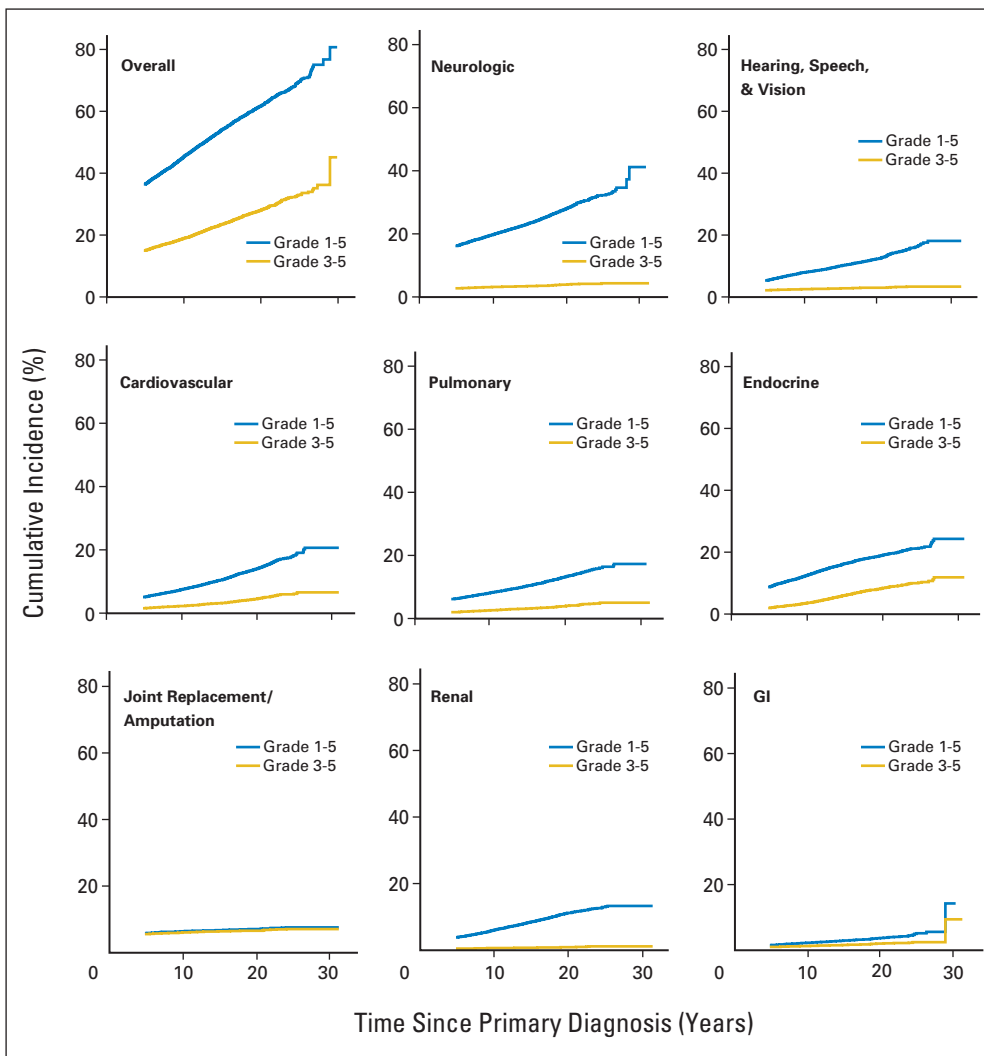 80
60
40
20
0
Overall
Grade 1-5
Grade 3-5
80
60
40
20
0
Neurologic
Grade 1-5
Grade 3-5
80
60
40
20
0
Hearing, Speech,
& Vision
Grade 1-5
Grade 3-5
Cumulative Incidence (%)
80
60
40
20
0
Cardiovascular
Grade 1-5
Grade 3-5
80
60
40
20
0
Pulmonary
Grade 1-5
Grade 3-5
80
60
40
20
0
Endocrine
Grade 1-5
Grade 3-5
80
60
40
20
Joint Replacement/
Amputation
Grade 1-5
Grade 3-5
0 10 20 30
80
60
40
20
Renal
Grade 1-5
Grade 3-5
0 10 20 30
80
60
40
20
GI
Grade 1-5
Grade 3-5
0 10 20 30
Time Since Primary Diagnosis (Years)